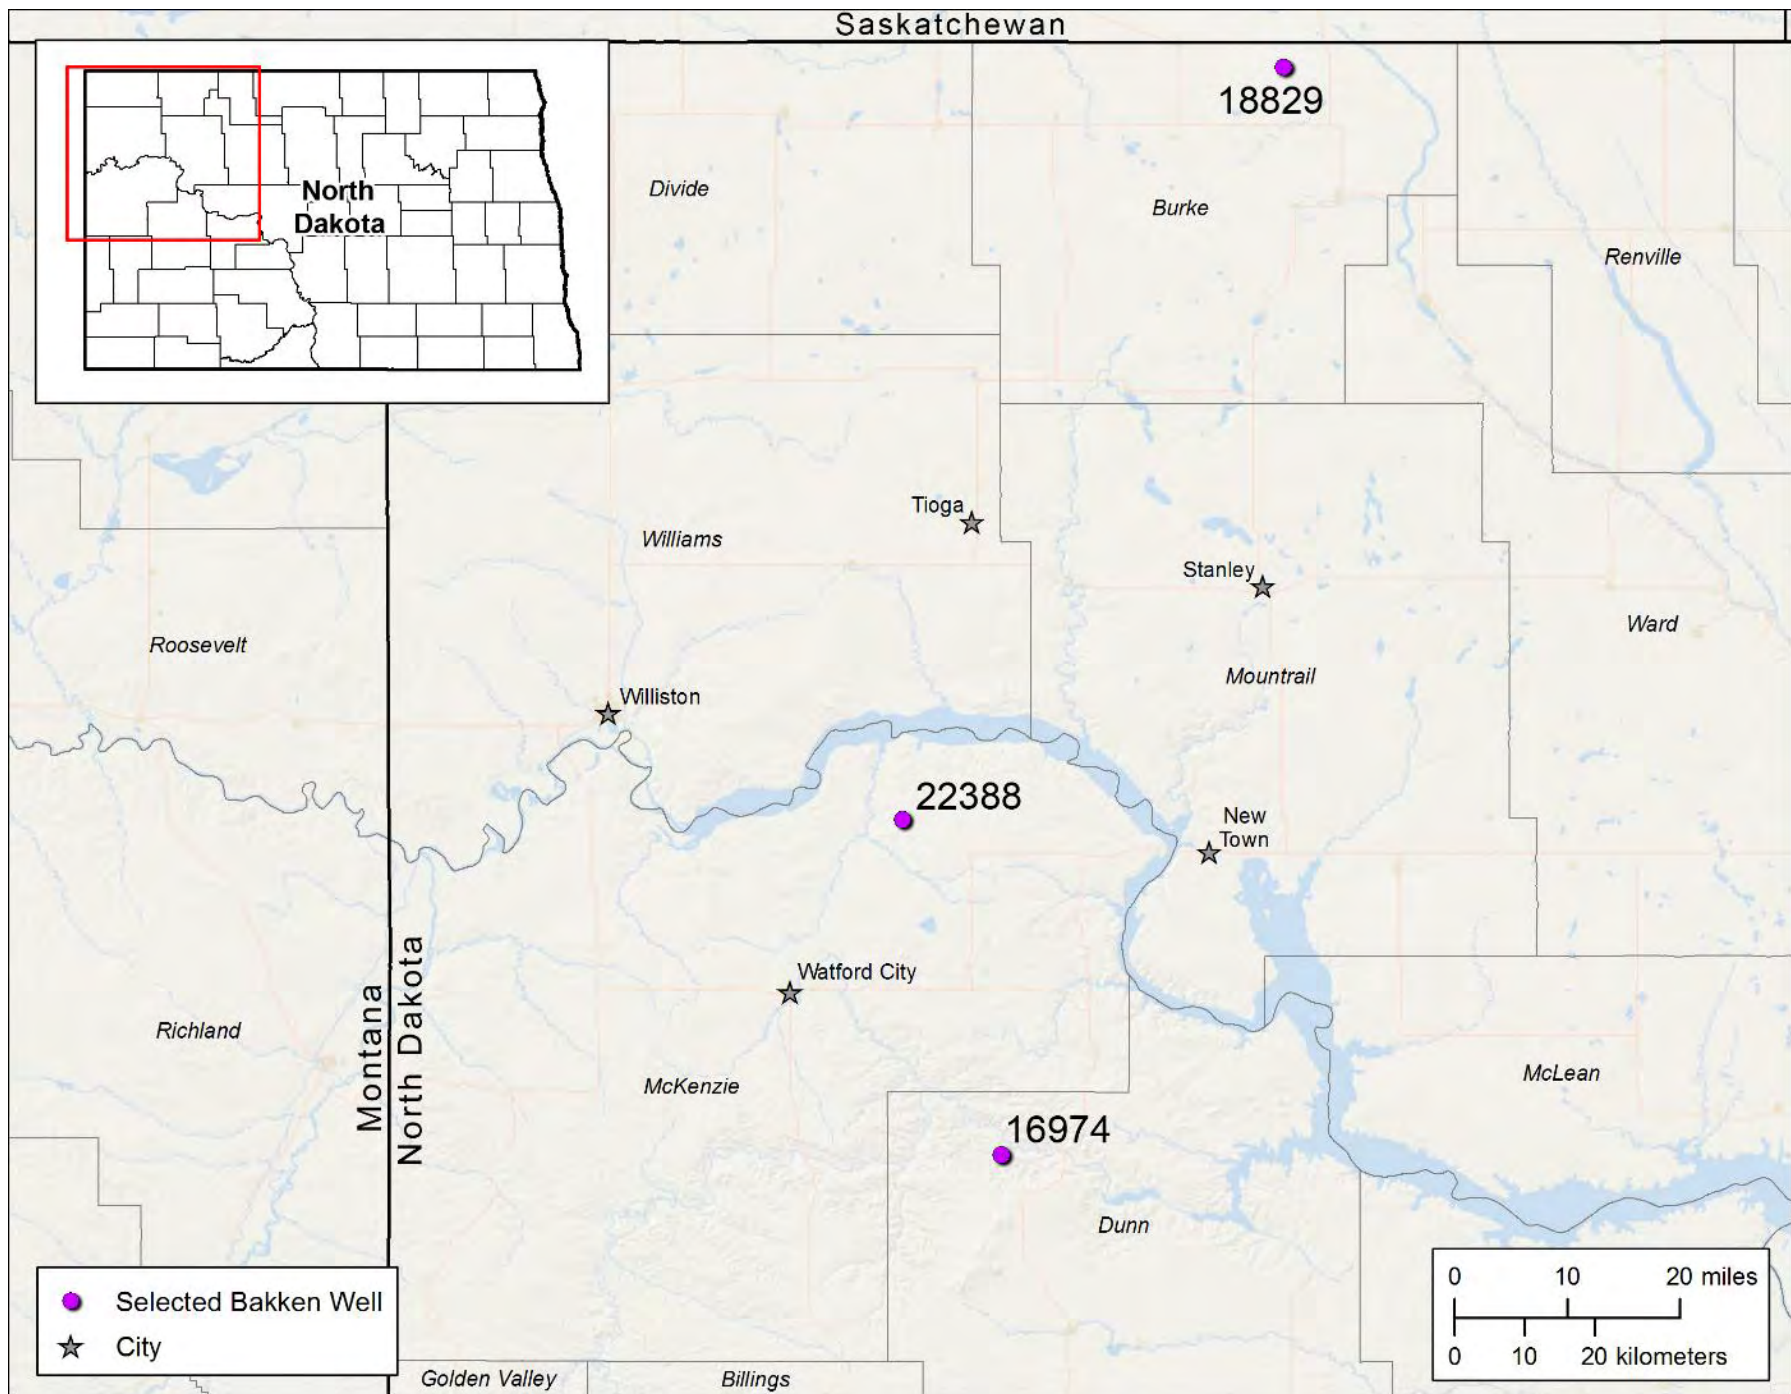 Saskatchewan
18829
North
Dakota
Divide
Burke
Renville
Tioga
Williams
Stanley
Roosevelt
Ward
Mountrail
Williston
22388
New
Town
Watford City
Montana
North Dakota
Richland
McKenzie
McLean
16974
Dunn
Selected Bakken Well
City
0 10 20 miles
0 10 20 kilometers
Golden Valley
Billings